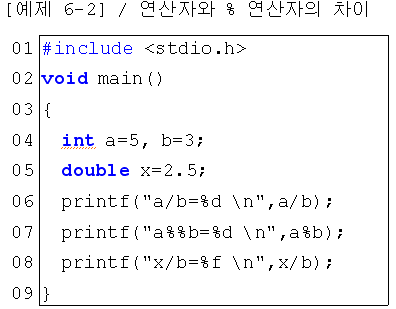 [예제 6-2] / 연산자와 % 연산자의 차이
01 #include <stdio.h>
02 void main()
03 {
04 int a=5, b=3;
05 double x=2.5;
06 printf("a/b=%d \n",a/b);
07 printf("a%%b=%d \n",a%b);
08 printf("x/b=%f \n",x/b);
09 }